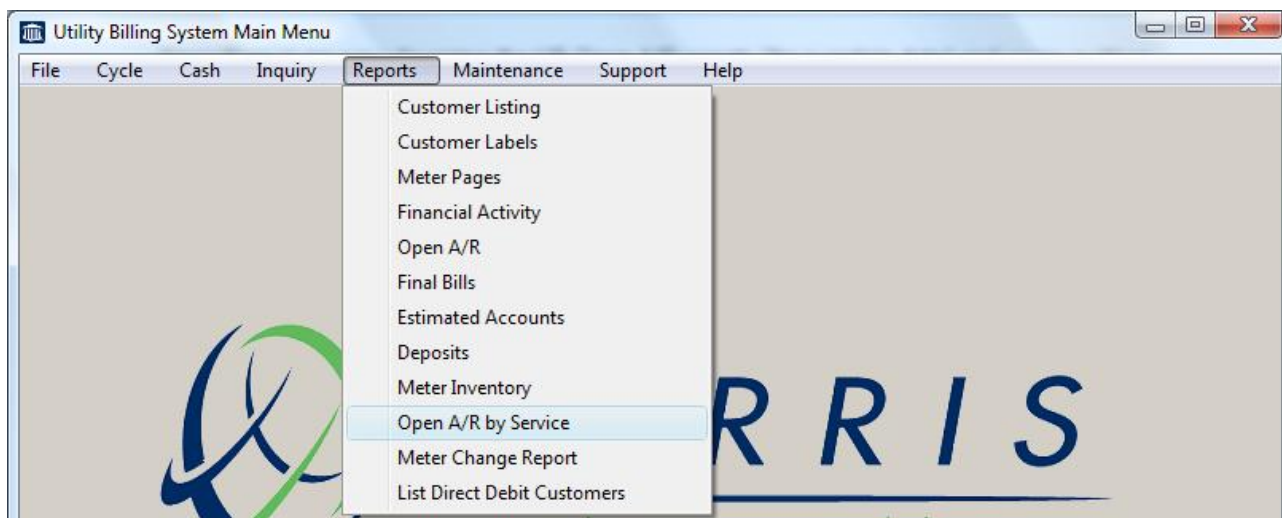 Utility Billing System Main Menu
File Cycle Cash Inquiry Reports Maintenance Support Help
Customer Listing
Customer Labels
Meter Pages
Financial Activity
Open A/R
Final Bills
Estimated Accounts
Deposits
Meter Inventory
Open A/R by Service
Meter Change Report
List Direct Debit Customers
RRIS